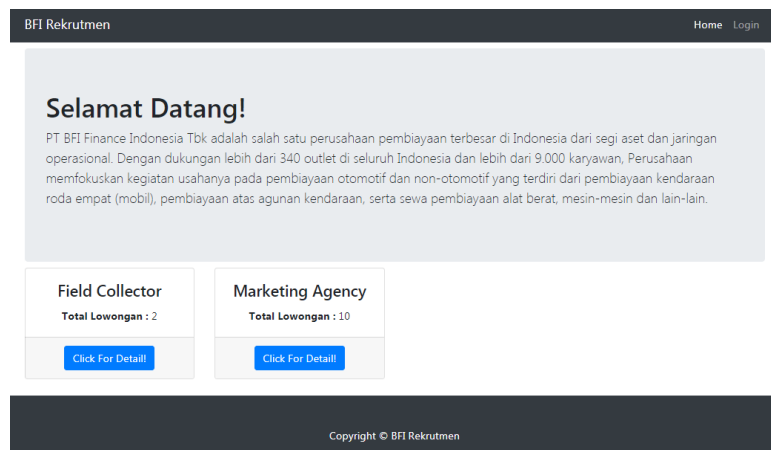 BFI Rekrutmen
Home Login
Selamat Datang!
PT BFI Finance Indonesia Tbk adalah salah satu perusahaan pembiayaan terbesar di Indonesia dari segi aset dan jaringan
operasional. Dengan dukungan lebih dari 340 outlet di seluruh Indonesia dan lebih dari 9.000 karyawan, Perusahaan
memfokuskan kegiatan usahanya pada pembiayaan otomotif dan non-otomotif yang terdiri dari pembiayaan kendaraan
roda empat (mobil), pembiayaan atas agunan kendaraan, serta sewa pembiayaan alat berat, mesin-mesin dan lain-lain.
Field Collector
Total Lowongan : 2
Click For Detail!
Marketing Agency
Total Lowongan : 10
Click For Detail!
Copyright © BFI Rekrutmen